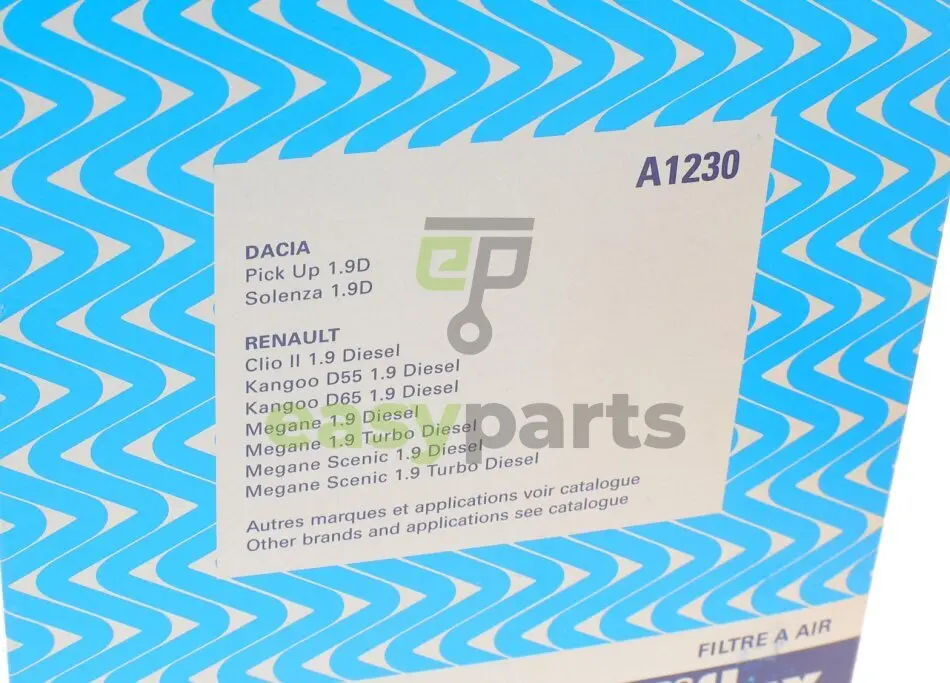 A1230
DACIA
Pick Up 1.9D
Solenza 1.9D
RENAULT
Clio II 1.9 Diesel
Kangoo D55 1.9 Diesel
Kangoo D65 1.9 Diesel
Megane 1.9 Diesel
Megane 1.9 Turbo Diesel
Megane Scenic 1.9 Diesel
Megane Scenic 1.9 Turbo Diesel
Autres marques et applications voir catalogue
Other brands and applications see catalogue
ep
easyparts
FILTRE A AIR